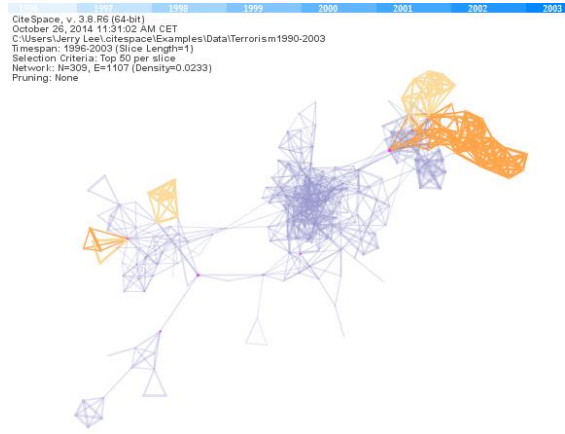 1996 1997 1998 1999 2000 2001 2002 2003
CiteSpace, v. 3.8.R6 (64-bit)
October 26, 2014 11:31:02 AM CET
C:\Users\Jerry Lee\.citespace\Examples\Data\Terrorism1990-2003
Timespan: 1996-2003 (Slice Length=1)
Selection Criteria: Top 50 per slice
Network: N=309, E=1107 (Density=0.0233)
Pruning: None